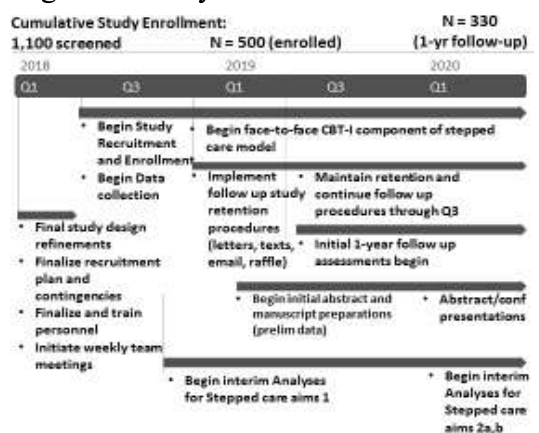 Cumulative Study Enrollment:
1,100 screened
N = 500 (enrolled)
N = 330
(1-yr follow-up)
2018
2019
2020
Q1
Q3
Q1
Q3
Q1
• Begin Study
Recruitment
and Enrollment
• Begin Data
collection
• Begin face-to-face CBT-I component of stepped
care model
• Implement
follow up study
retention
procedures
(letters, texts,
email, raffle)
• Maintain retention and
continue follow up
procedures through Q3
• Initial 1-year follow up
assessments begin
• Final study design
refinements
• Finalize recruitment
plan and
contingencies
• Finalize and train
personnel
• Initiate weekly team
meetings
• Begin initial abstract and
manuscript preparations
(prelim data)
• Abstract/conf
presentations
• Begin interim Analyses
for Stepped care aims 1
• Begin interim
Analyses for
Stepped care
aims 2a,b